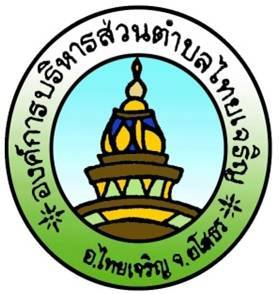 องค์การบริหารส่วนตำบลไทยเจริญ
อ.ไทยเจริญ จ.ยโสธร